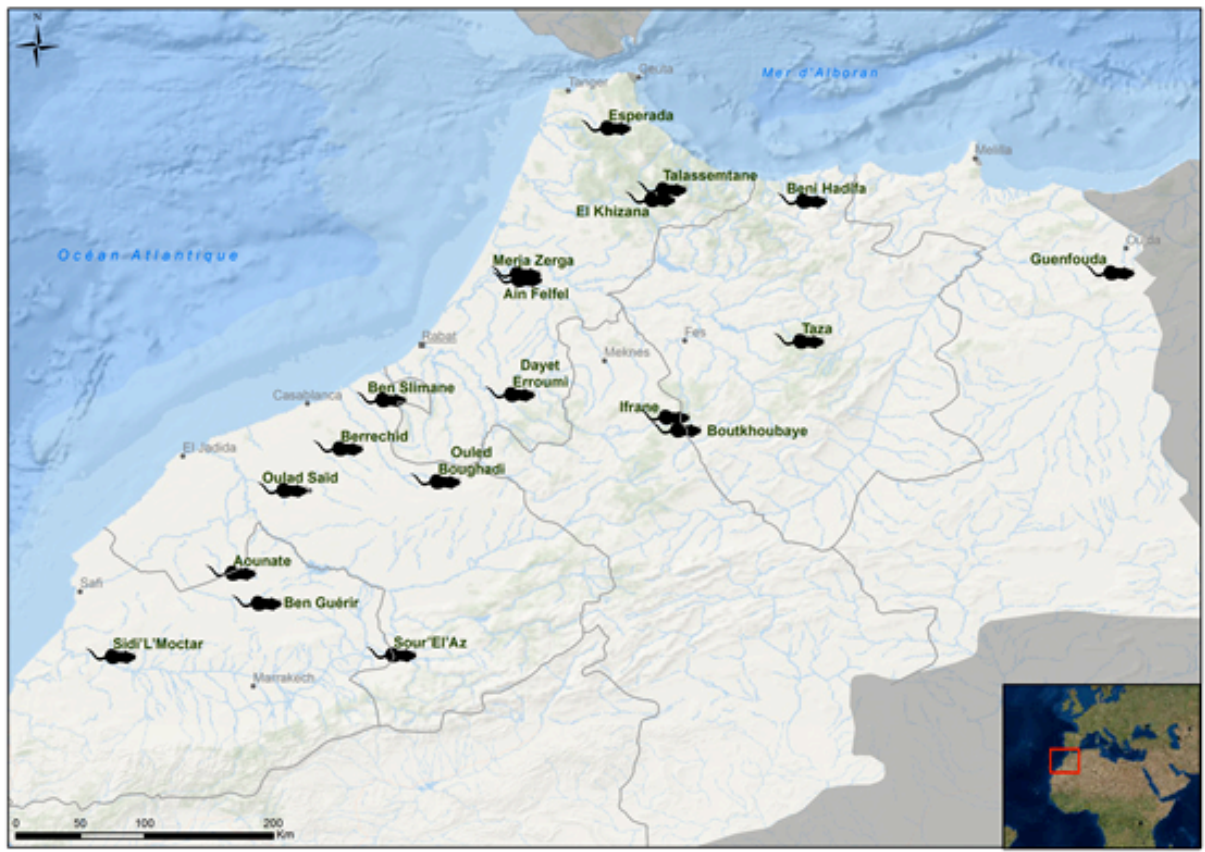 N
Ceuta
Tanger
Mer d'Alboran
Esperada
Melilla
Talassemtane
Beni Hadifa
El Khizana
Oujda
Océan Atlantique
Merja Zerga
Guenfouda
Ain Felfel
Taza
Rabat
Fes
Meknes
Dayet
Erroumi
Ben Slimane
Casablanca
Ifrane
Boutkhoubaye
Berrechid
El Jadida
Ouled
Boughadi
Oulad Saïd
Aounate
Safi
Ben Guérir
Sidi'L'Moctar
Sour'El'Az
Marrakech
0 50 100 200
Km